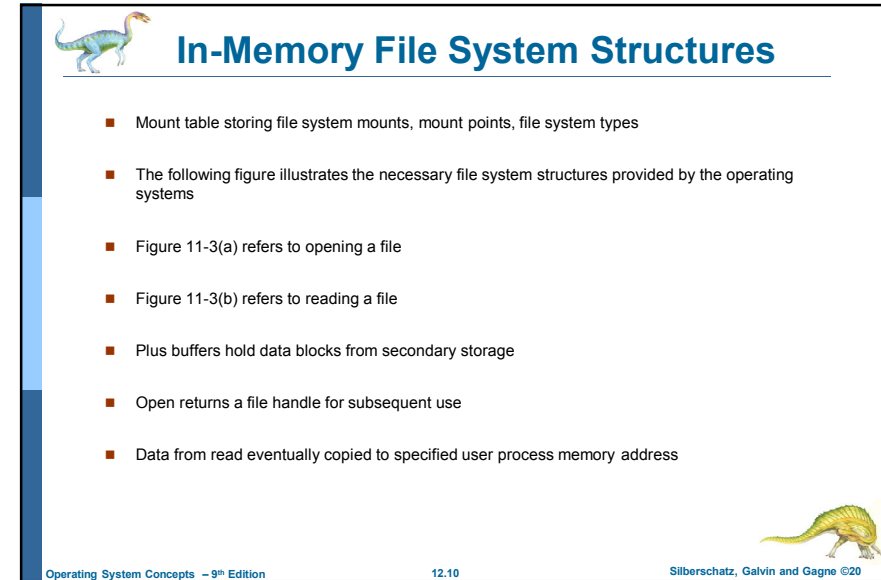 In-Memory File System Structures
Mount table storing file system mounts, mount points, file system types
The following figure illustrates the necessary file system structures provided by the operating
systems
Figure 11-3(a) refers to opening a file
Figure 11-3(b) refers to reading a file
Plus buffers hold data blocks from secondary storage
Open returns a file handle for subsequent use
Data from read eventually copied to specified user process memory address
Operating System Concepts – 9th Edition
12.10
Silberschatz, Galvin and Gagne ©20